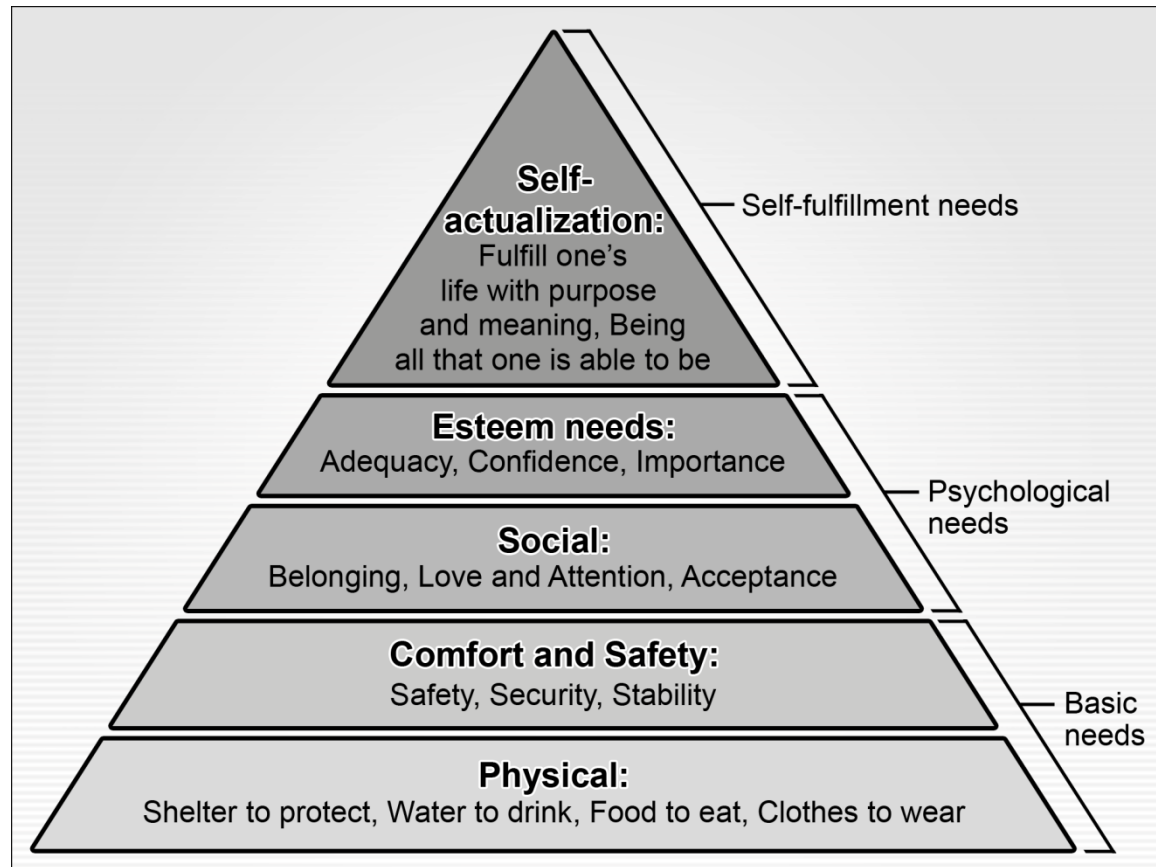 Self-
actualization:
Fulfill one's
life with purpose
and meaning, Being
all that one is able to be
Self-fulfillment needs
Esteem needs:
Adequacy, Confidence, Importance
Social:
Belonging, Love and Attention, Acceptance
Psychological
needs
Comfort and Safety:
Safety, Security, Stability
Physical:
Shelter to protect, Water to drink, Food to eat, Clothes to wear
Basic
needs